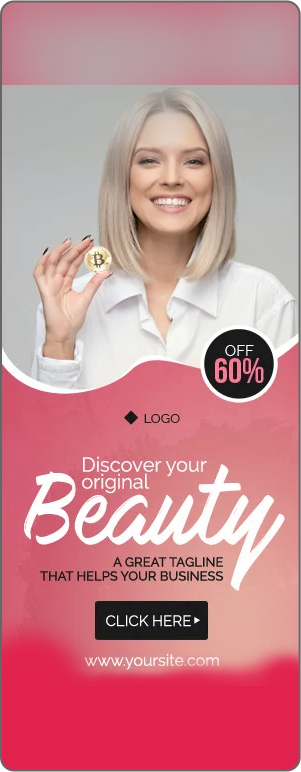 OFF
60%
LOGO
Discover your
original
Beauty
A GREAT TAGLINE
THAT HELPS YOUR BUSINESS
CLICK HERE
www.yoursite.com